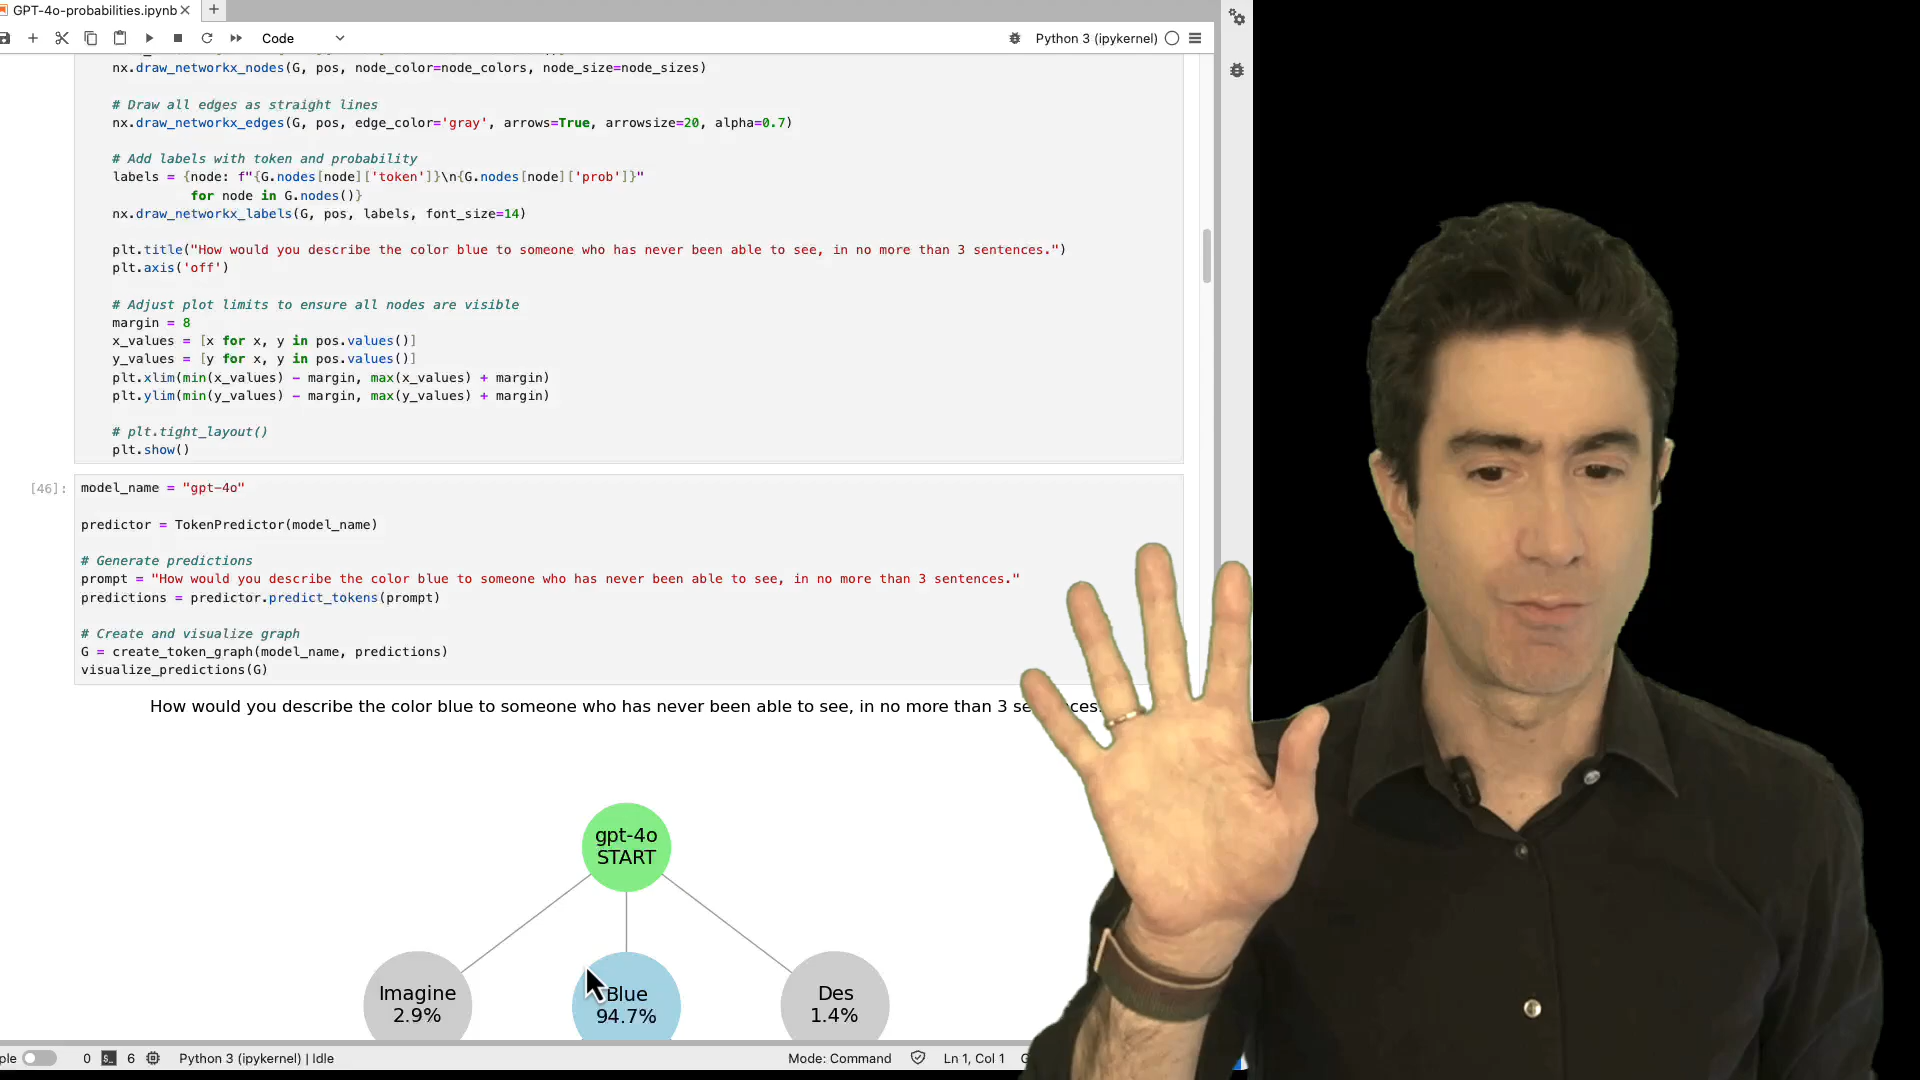 GPT-4o-probabilities.ipynb
Code
Python 3 (ipykernel)
nx.draw_networkx_nodes(G, pos, node_color=node_colors, node_size=node_sizes)
# Draw all edges as straight lines
nx.draw_networkx_edges(G, pos, edge_color='gray', arrows=True, arrowsize=20, alpha=0.7)
# Add labels with token and probability
labels = {node: f"{G.nodes[node]['token']}\n{G.nodes[node]['prob']}"
for node in G.nodes()}
nx.draw_networkx_labels(G, pos, labels, font_size=14)
plt.title("How would you describe the color blue to someone who has never been able to see, in no more than 3 sentences.")
plt.axis('off')
# Adjust plot limits to ensure all nodes are visible
margin = 8
x_values = [x for x, y in pos.values()]
y_values = [y for x, y in pos.values()]
plt.xlim(min(x_values) - margin, max(x_values) + margin)
plt.ylim(min(y_values) - margin, max(y_values) + margin)
# plt.tight_layout()
plt.show()
[46]: model_name = "gpt-4o"
predictor = TokenPredictor(model_name)
# Generate predictions
prompt = "How would you describe the color blue to someone who has never been able to see, in no more than 3 sentences."
predictions = predictor.predict_tokens(prompt)
# Create and visualize graph
G = create_token_graph(model_name, predictions)
visualize_predictions(G)
How would you describe the color blue to someone who has never been able to see, in no more than 3
gpt-4o
START
Imagine Blue Des
2.9% 94.7% 1.4%
ple 0 6 Python 3 (ipykernel) | Idle Mode: Command Ln 1, Col 1